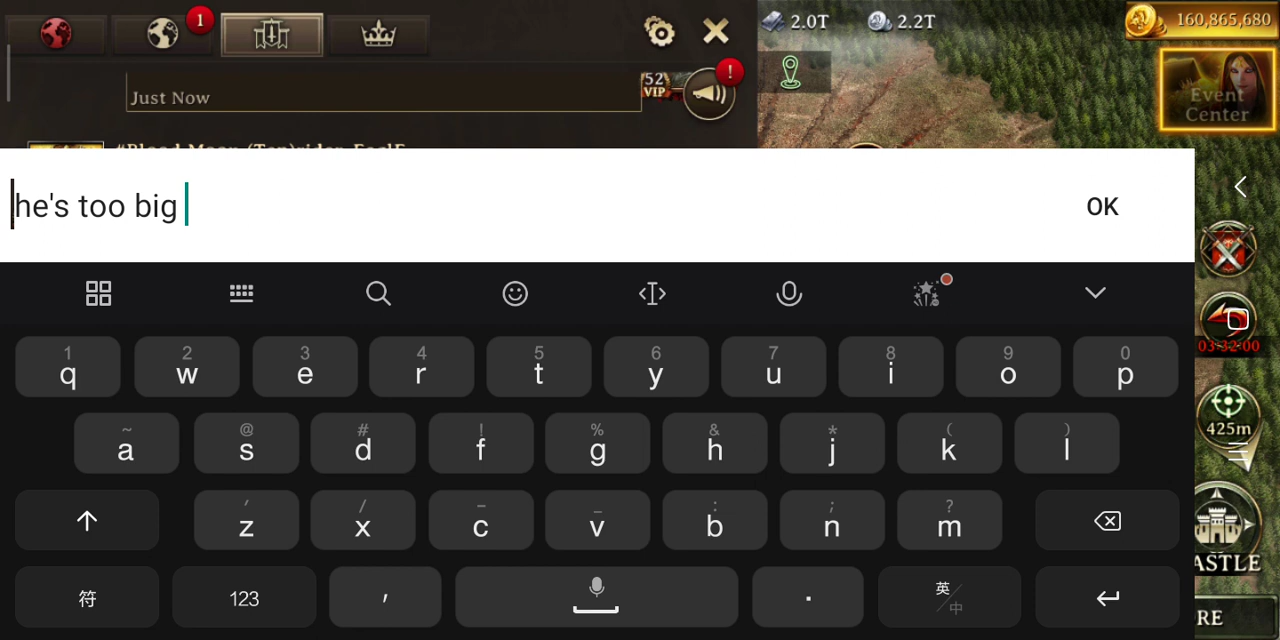 1
2.0T
2.2T
160,865,680
Just Now
52
VIP
!
Event
Center
he's too big
OK
03:32:00
425m
1 2 3 4 5 6 7 8 9 0
q w e r t y u i o p
~ @ # ! % & * ( )
a s d f g h j k l
′ / – _ : ; ?
z x c v b n m
符 123 , . 英/中
CASTLE
RE